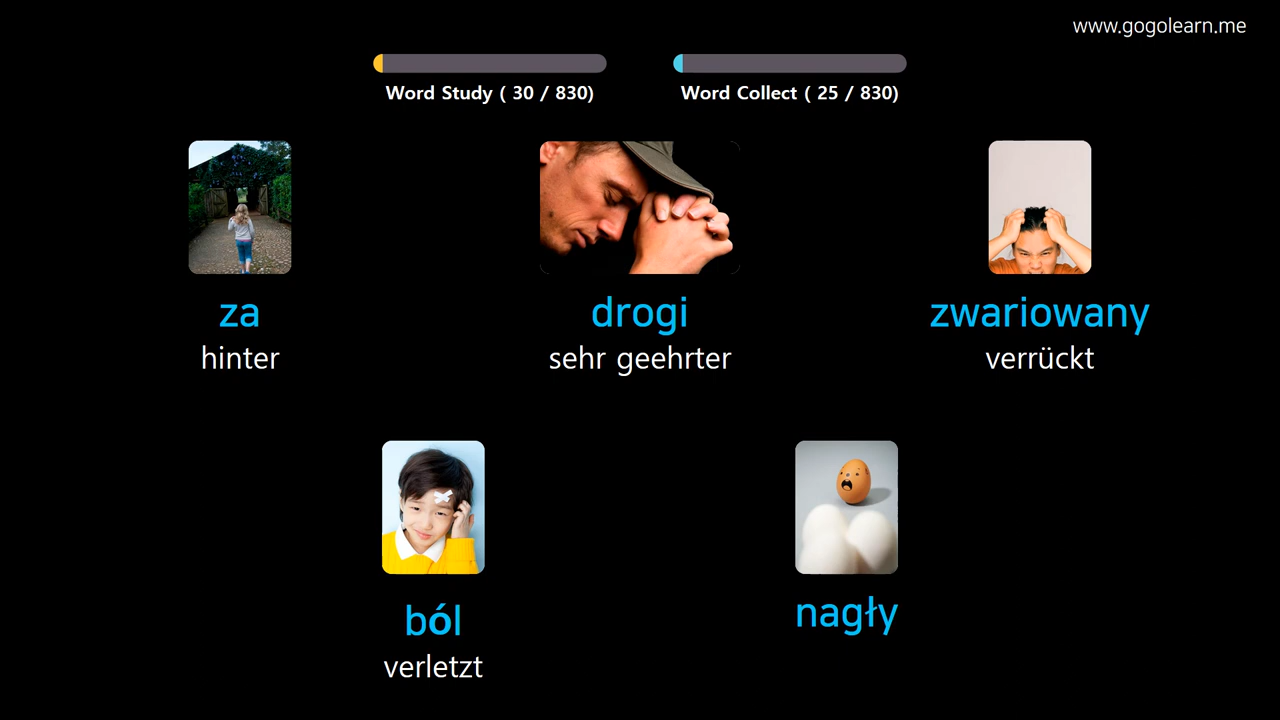 www.gogolearn.me
Word Study ( 30 / 830)
Word Collect ( 25 / 830)
za
drogi
zwariowany
hinter
sehr geehrter
verrückt
ból
nagły
verletzt